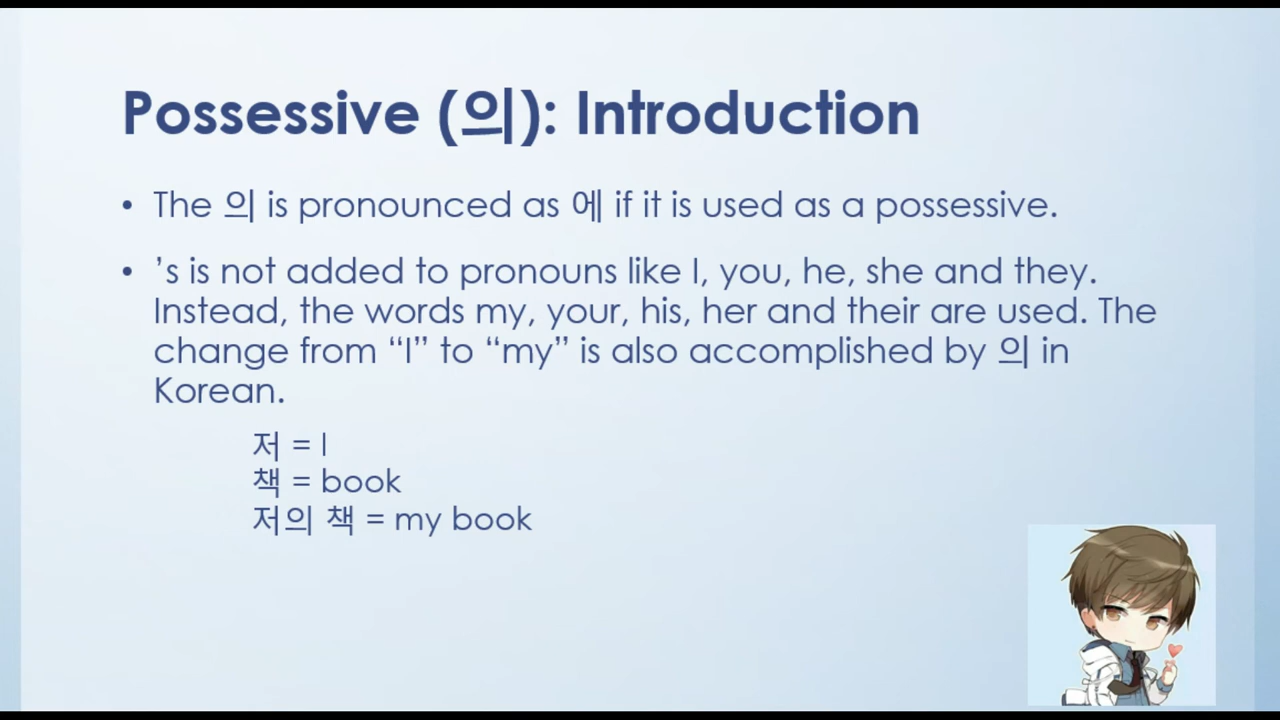 Possessive (의): Introduction
• The 의 is pronounced as 에 if it is used as a possessive.
• ’s is not added to pronouns like I, you, he, she and they.
Instead, the words my, your, his, her and their are used. The
change from “I” to “my” is also accomplished by 의 in
Korean.
저 = I
책 = book
저의 책 = my book